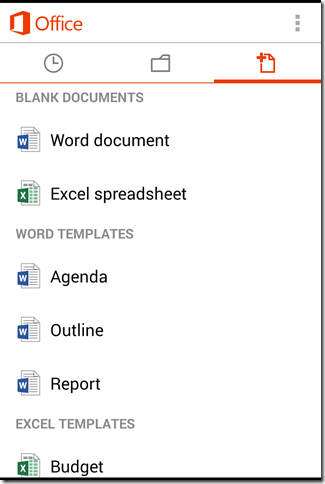 Office
BLANK DOCUMENTS
Word document
Excel spreadsheet
WORD TEMPLATES
Agenda
Outline
Report
EXCEL TEMPLATES
Budget